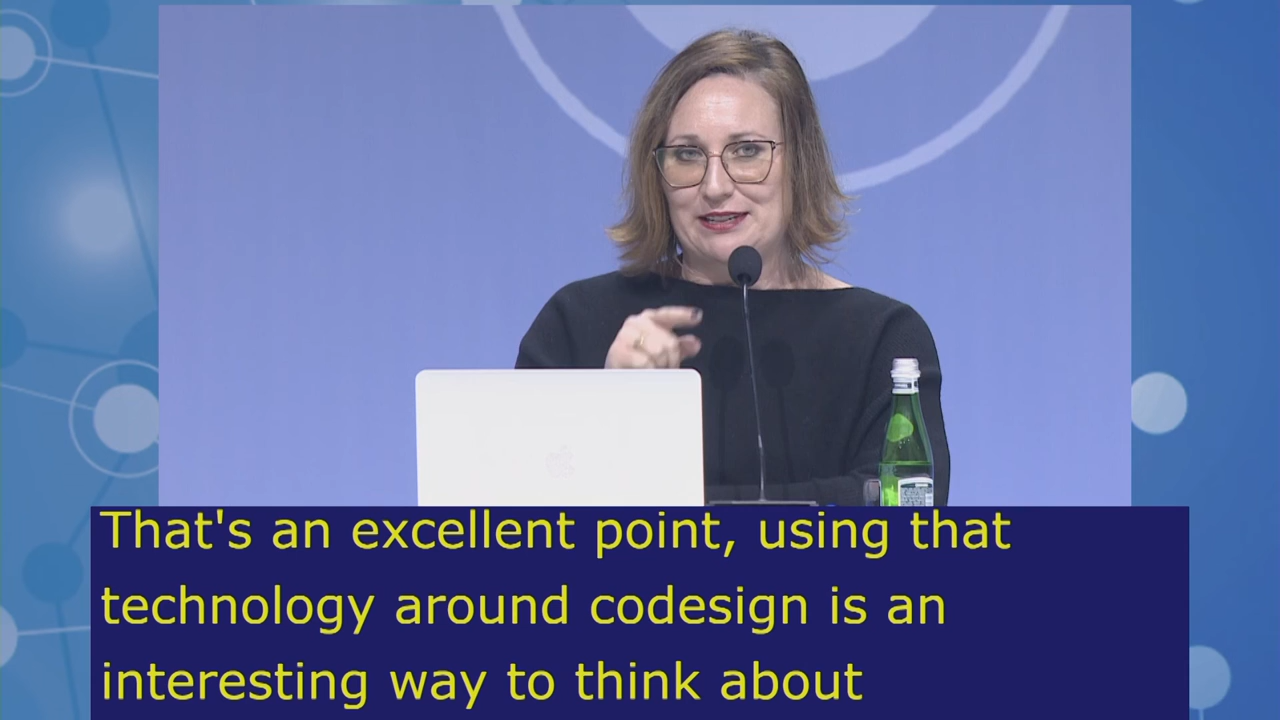 That's an excellent point, using that
technology around codesign is an
interesting way to think about